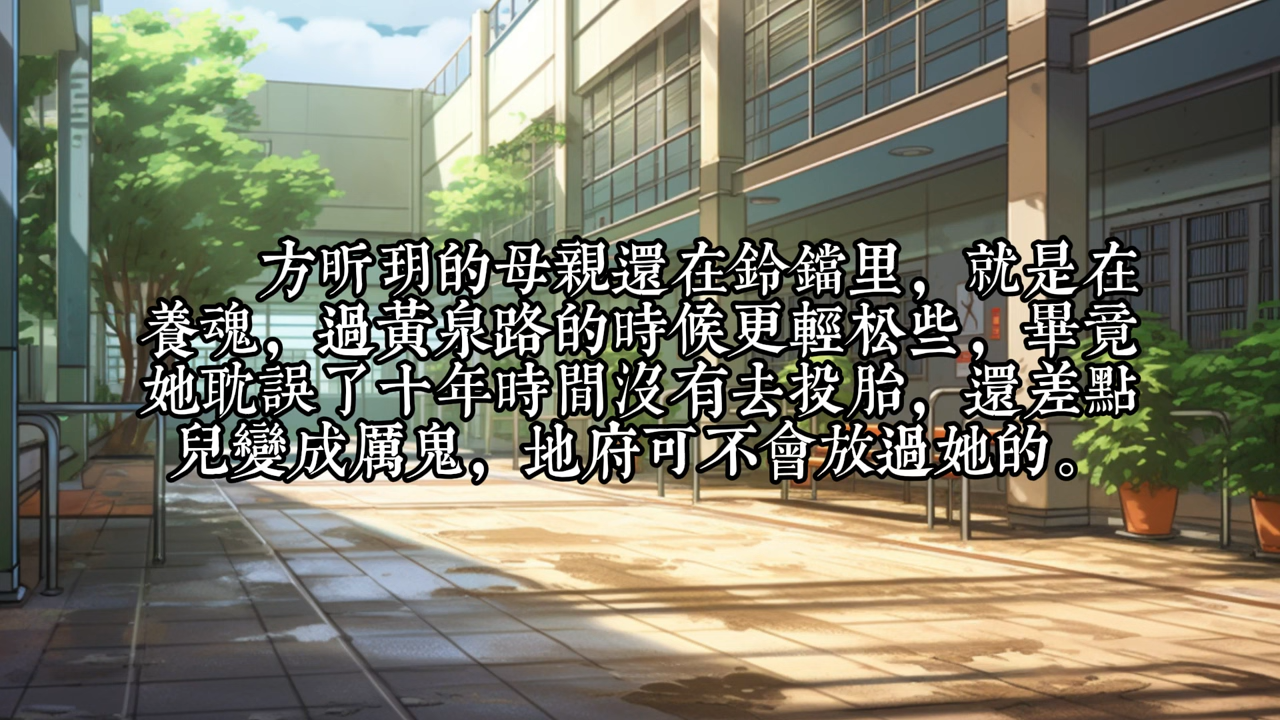 方昕玥的母親還在鈴鐺里，就是在
養魂，過黃泉路的時候更輕松些，畢竟
她耽誤了十年時間沒有去投胎，還差點
兒變成厲鬼，地府可不會放過她的。